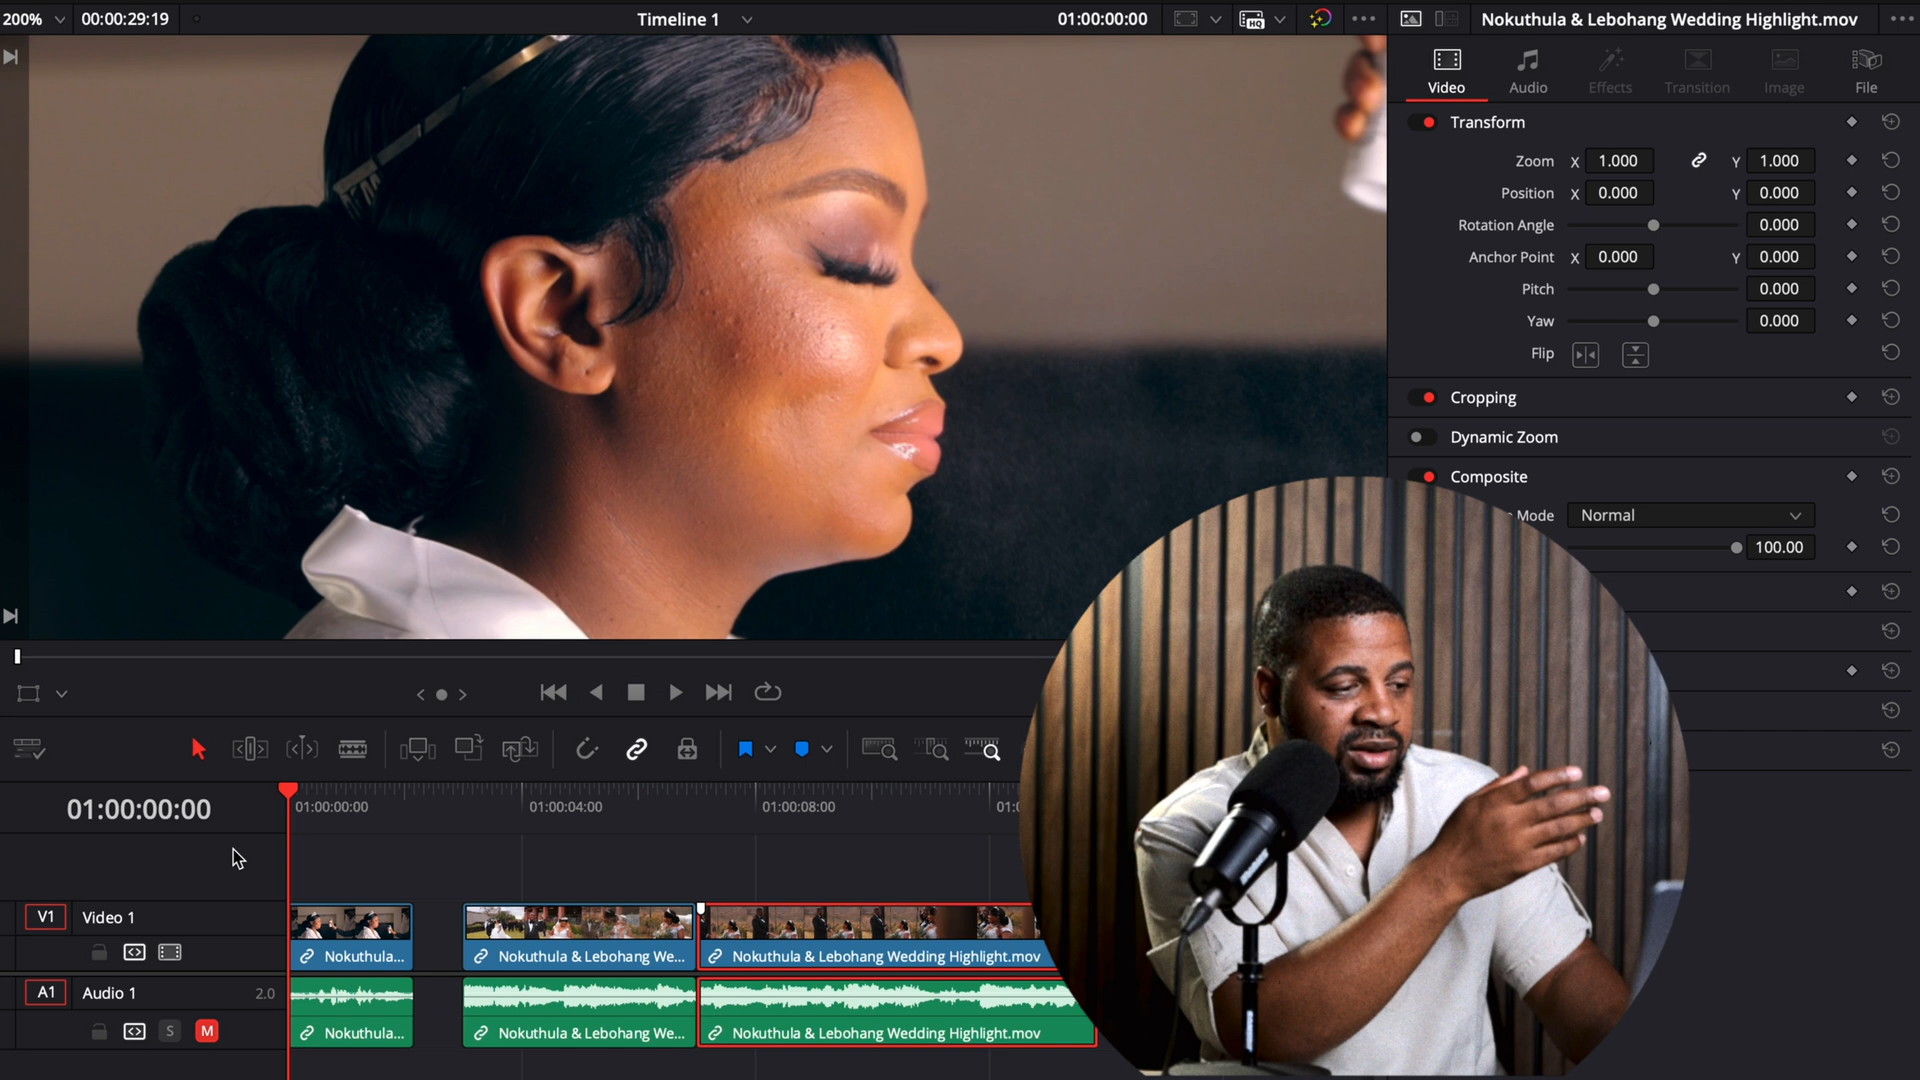 200%
00:00:29:19
Timeline 1
01:00:00:00
HQ
Nokuthula & Lebohang Wedding Highlight.mov
Video
Audio
Effects
Transition
Image
File
Transform
Zoom X 1.000 Y 1.000
Position X 0.000 Y 0.000
Rotation Angle 0.000
Anchor Point X 0.000 Y 0.000
Pitch 0.000
Yaw 0.000
Flip
Cropping
Dynamic Zoom
Composite
Mode Normal
100.00
01:00:00:00
01:00:00:00
01:00:04:00
01:00:08:00
V1 Video 1
Nokuthula...
Nokuthula & Lebohang We...
Nokuthula & Lebohang Wedding Highlight.mov
A1 Audio 1 2.0
S M
Nokuthula...
Nokuthula & Lebohang We...
Nokuthula & Lebohang Wedding Highlight.mov